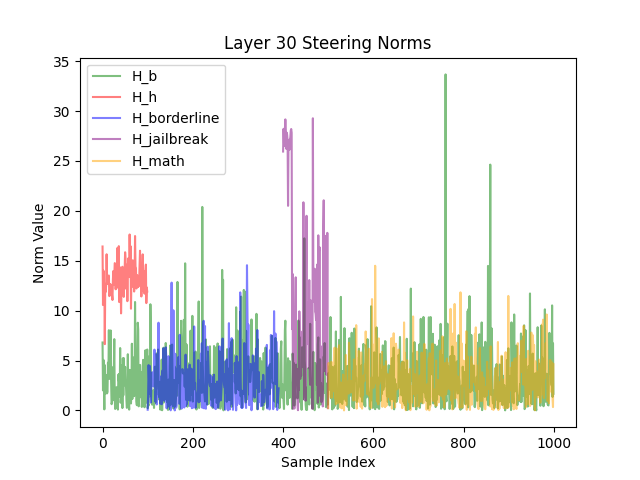 Layer 30 Steering Norms
35
30
25
20
15
10
5
0
Norm Value
H_b
H_h
H_borderline
H_jailbreak
H_math
0 200 400 600 800 1000
Sample Index